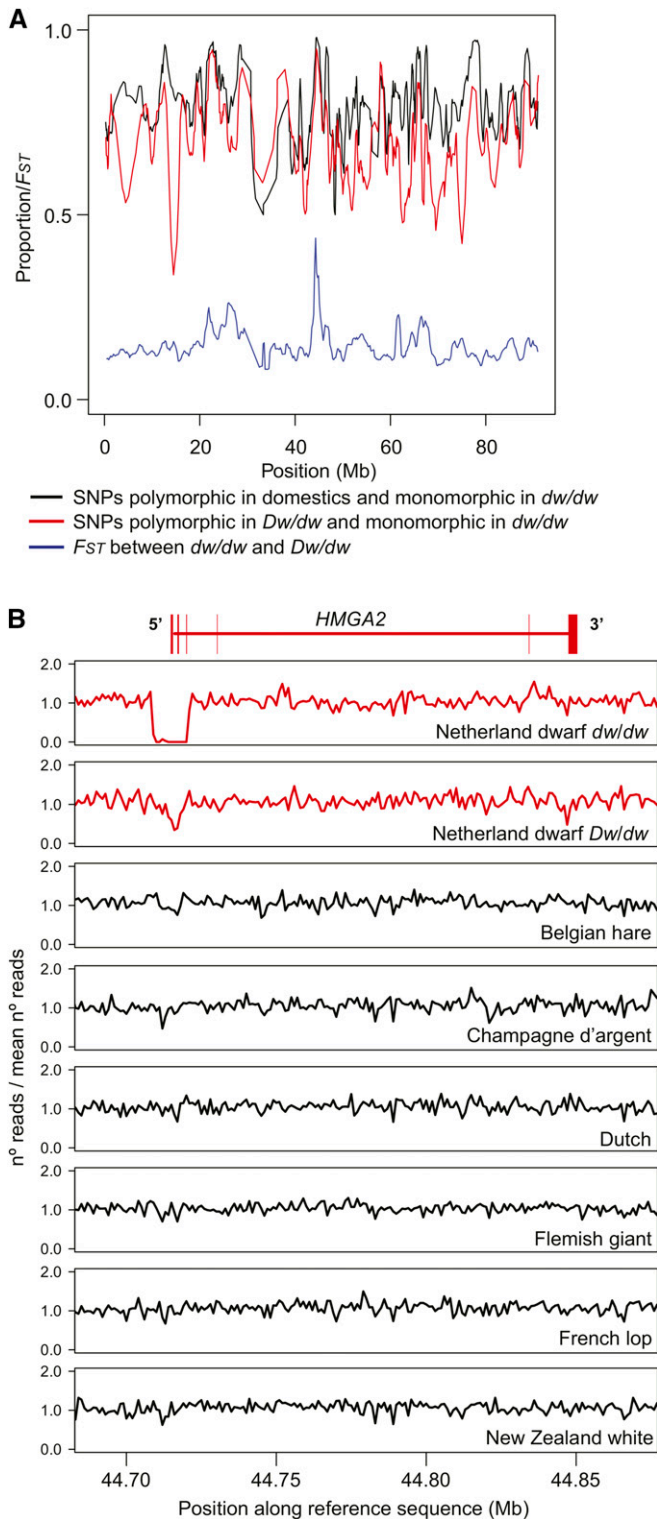 A
1.0
0.5
0.0
Proportion/FST
0 20 40 60 80
Position (Mb)
SNPs polymorphic in domestics and monomorphic in dw/dw
SNPs polymorphic in Dw/dw and monomorphic in dw/dw
FST between dw/dw and Dw/dw
B
5’ HMGA2 3’
2.0
1.0
0.0
Netherland dwarf dw/dw
2.0
1.0
0.0
Netherland dwarf Dw/dw
2.0
1.0
0.0
Belgian hare
2.0
1.0
0.0
Champagne d’argent
2.0
1.0
0.0
Dutch
2.0
1.0
0.0
Flemish giant
2.0
1.0
0.0
French lop
2.0
1.0
0.0
New Zealand white
nº reads / mean nº reads
44.70 44.75 44.80 44.85
Position along reference sequence (Mb)